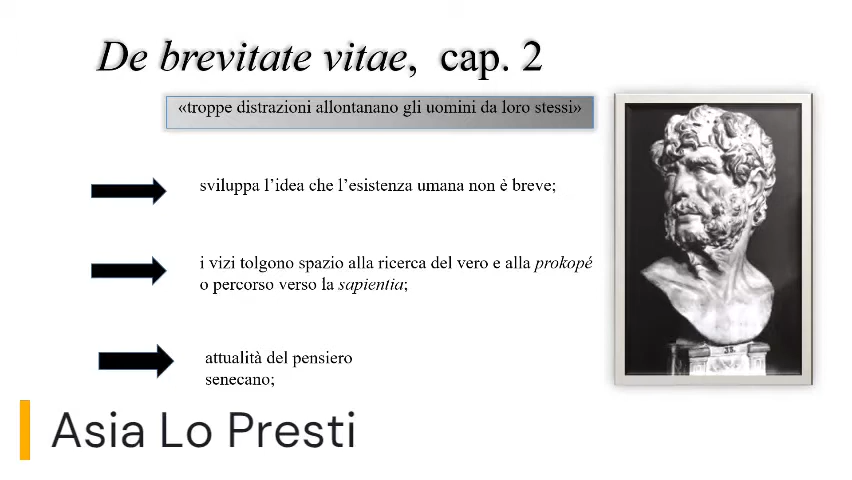 De brevitate vitae, cap. 2
«troppe distrazioni allontanano gli uomini da loro stessi»
sviluppa l’idea che l’esistenza umana non è breve;
i vizi tolgono spazio alla ricerca del vero e alla prokopé
o percorso verso la sapientia;
attualità del pensiero
senecano;
Asia Lo Presti